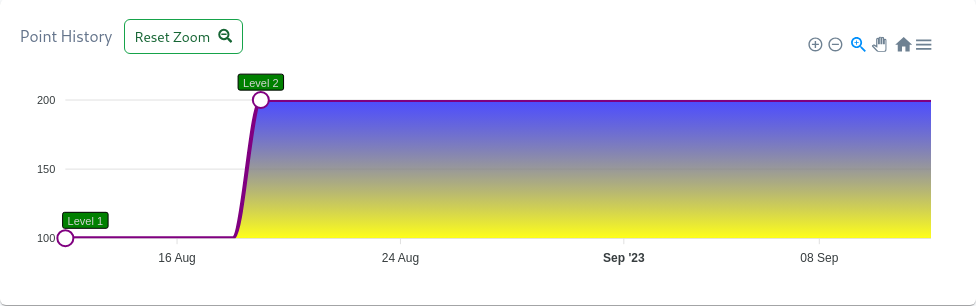 Point History
Reset Zoom
Level 2
200
150
Level 1
100
16 Aug
24 Aug
Sep '23
08 Sep